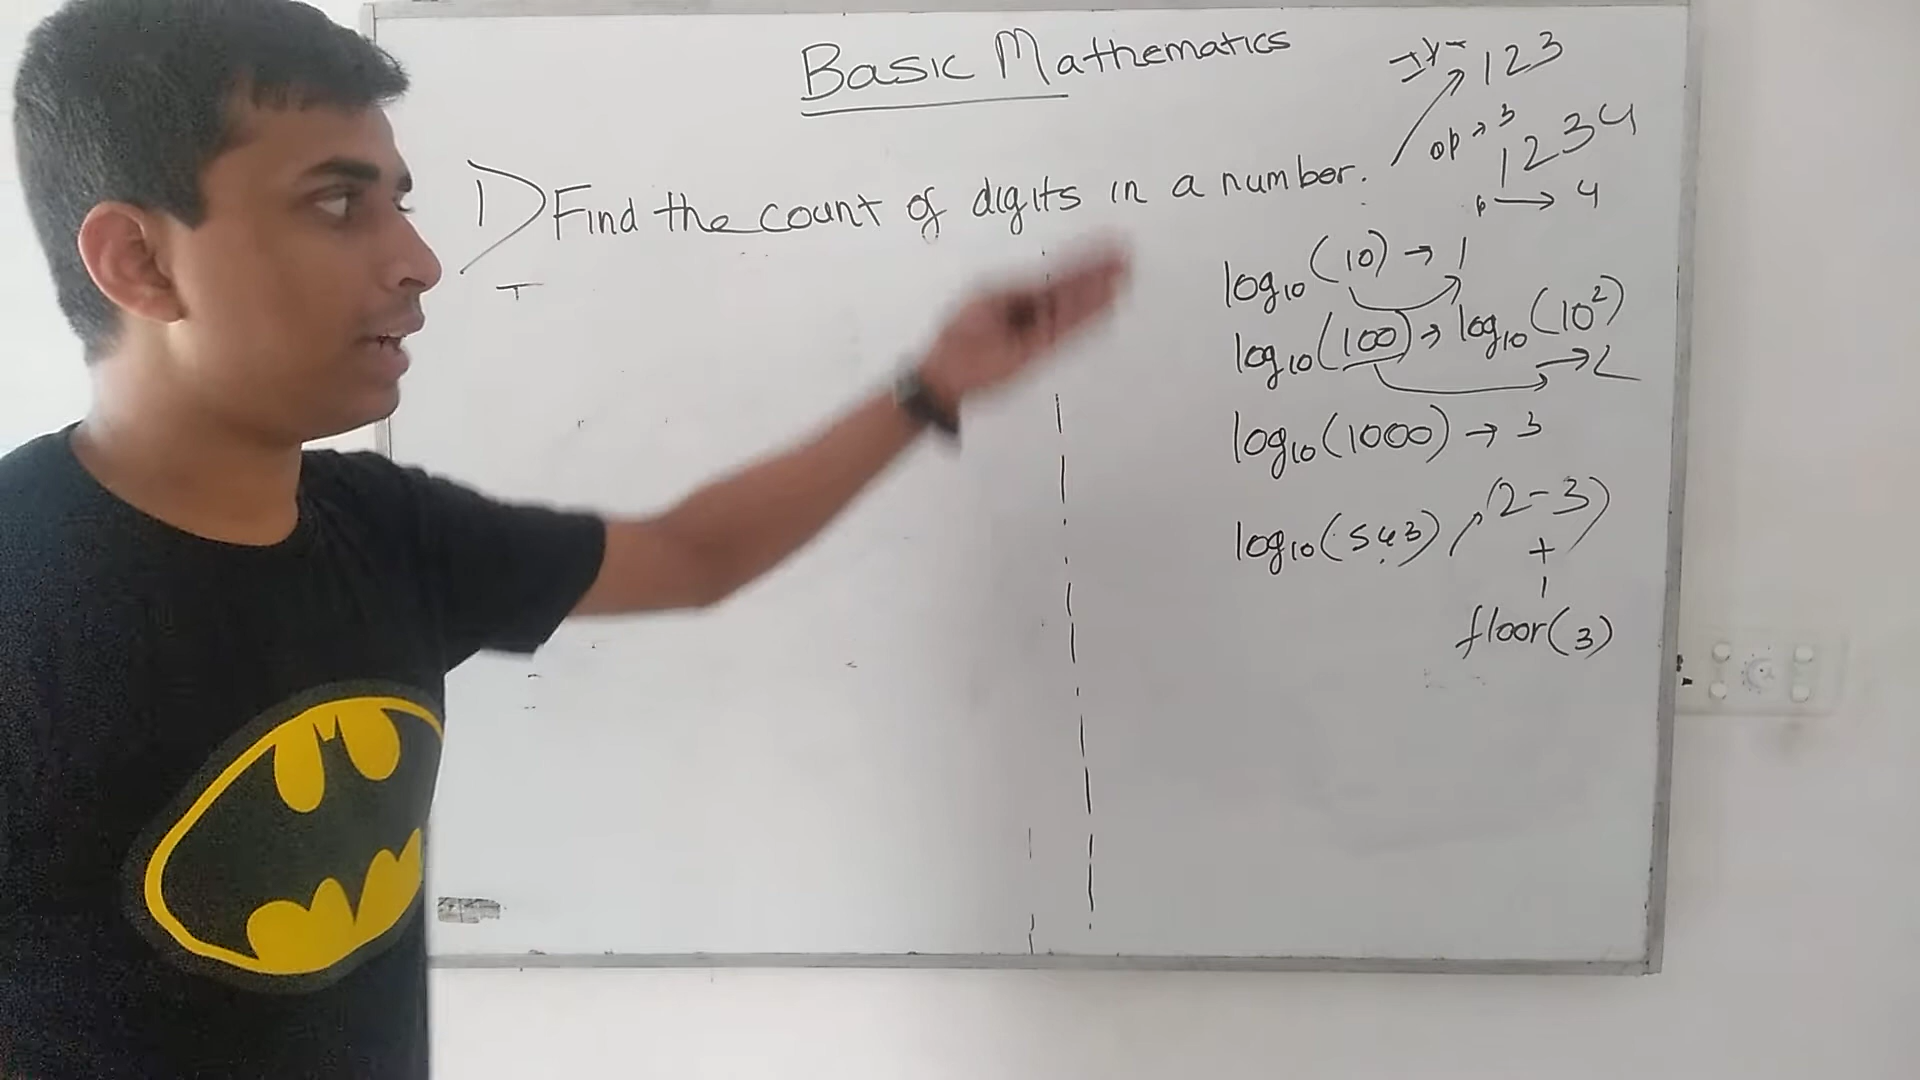 Basic Mathematics
1) Find the count of digits in a number.
→ 123
op → 3
1234
→ 4
log10(10) → 1
log10(100) → log10(10²)
→ 2
log10(1000) → 3
log10(543) → (2-3)
+
1
floor(3)